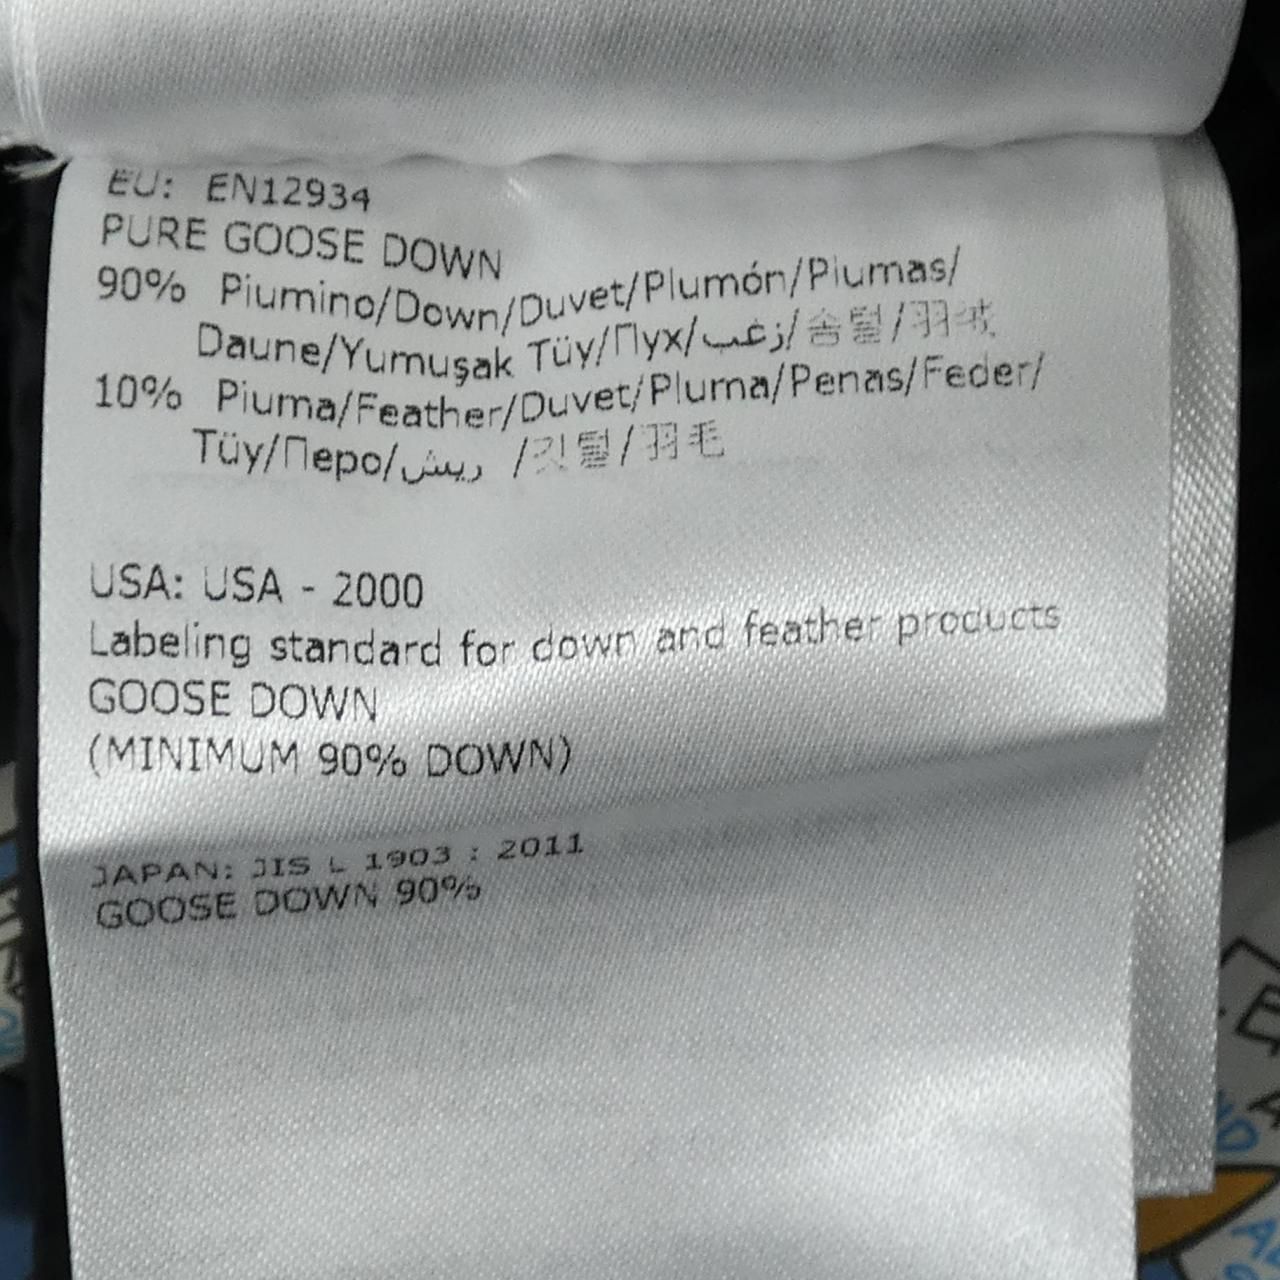 EU: EN12934
PURE GOOSE DOWN
90% Piumino/Down/Duvet/Plumón/Plumas/
Daune/Yumuşak Tüy/Пух/زغب/솜털/羽绒
10% Piuma/Feather/Duvet/Pluma/Penas/Feder/
Tüy/Перо/ريش /깃털/羽毛
USA: USA - 2000
Labeling standard for down and feather products
GOOSE DOWN
(MINIMUM 90% DOWN)
JAPAN: JIS L 1903 : 2011
GOOSE DOWN 90%